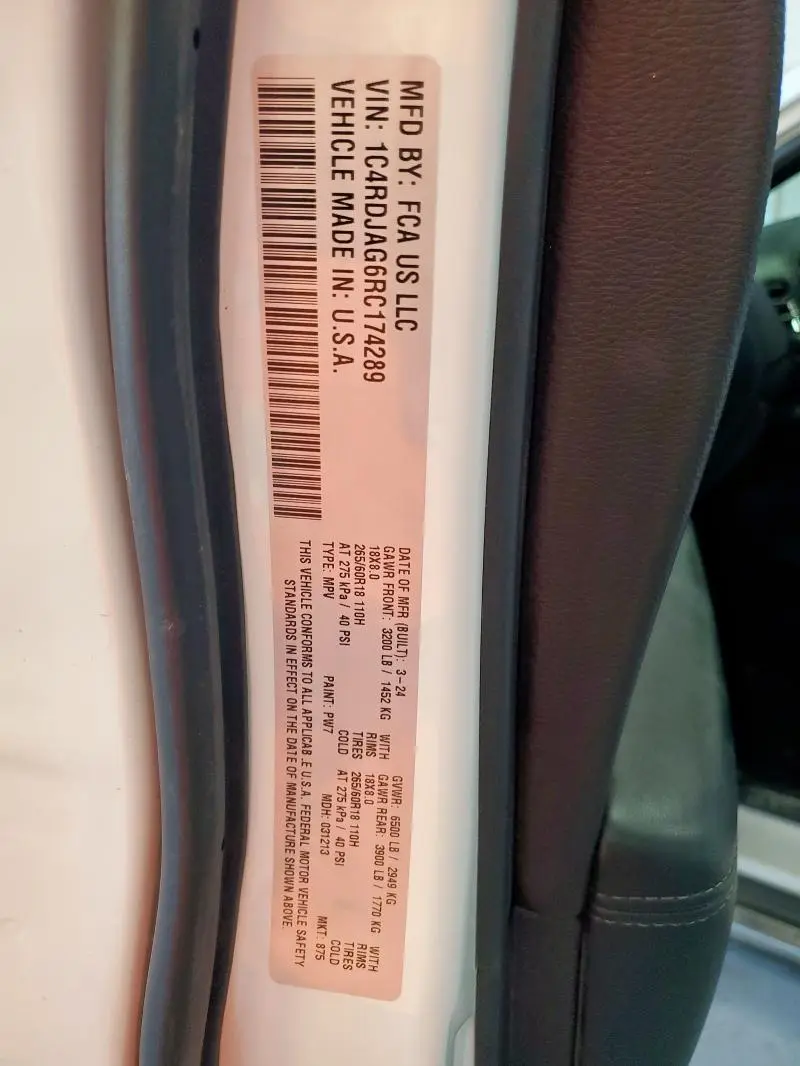 MFD BY: FCA US LLC
VIN: 1C4RDJAG6RC174289
VEHICLE MADE IN: U.S.A.
DATE OF MFR (BUILT): 3-24 GVWR: 6500 LB / 2949 KG
GAWR FRONT: 3200 LB / 1452 KG WITH GAWR REAR: 3900 LB / 1770 KG WITH
18X8.0 RIMS 18X8.0 RIMS
265/60R18 110H TIRES 265/60R18 110H TIRES
AT 275 kPa / 40 PSI COLD AT 275 kPa / 40 PSI COLD
TYPE: MPV PAINT: PW7 MDH: 031213 MKT: 875
THIS VEHICLE CONFORMS TO ALL APPLICAB.E U.S.A. FEDERAL MOTOR VEHICLE SAFETY
STANDARDS IN EFFECT ON THE DATE OF MANUFACTURE SHOWN ABOVE.